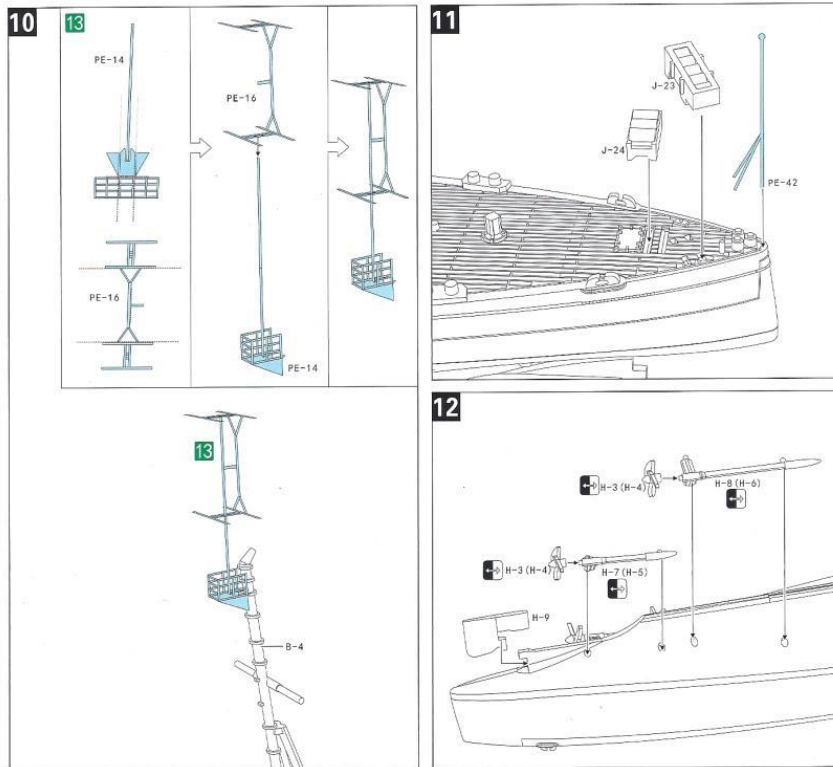 10
13
PE-14
PE-16
PE-16
PE-14
13
B-4
11
J-23
J-24
PE-42
12
H-3(H-4)
H-8(H-6)
H-3(H-4)
H-7(H-5)
H-9